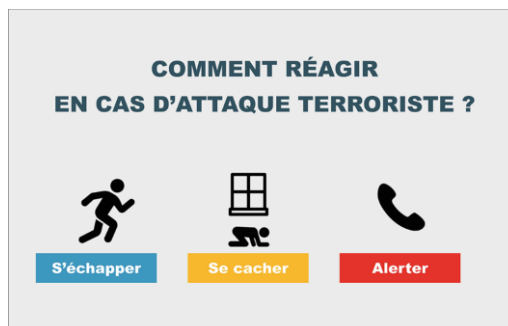 COMMENT RÉAGIR
EN CAS D'ATTAQUE TERRORISTE ?
S'échapper
Se cacher
Alerter